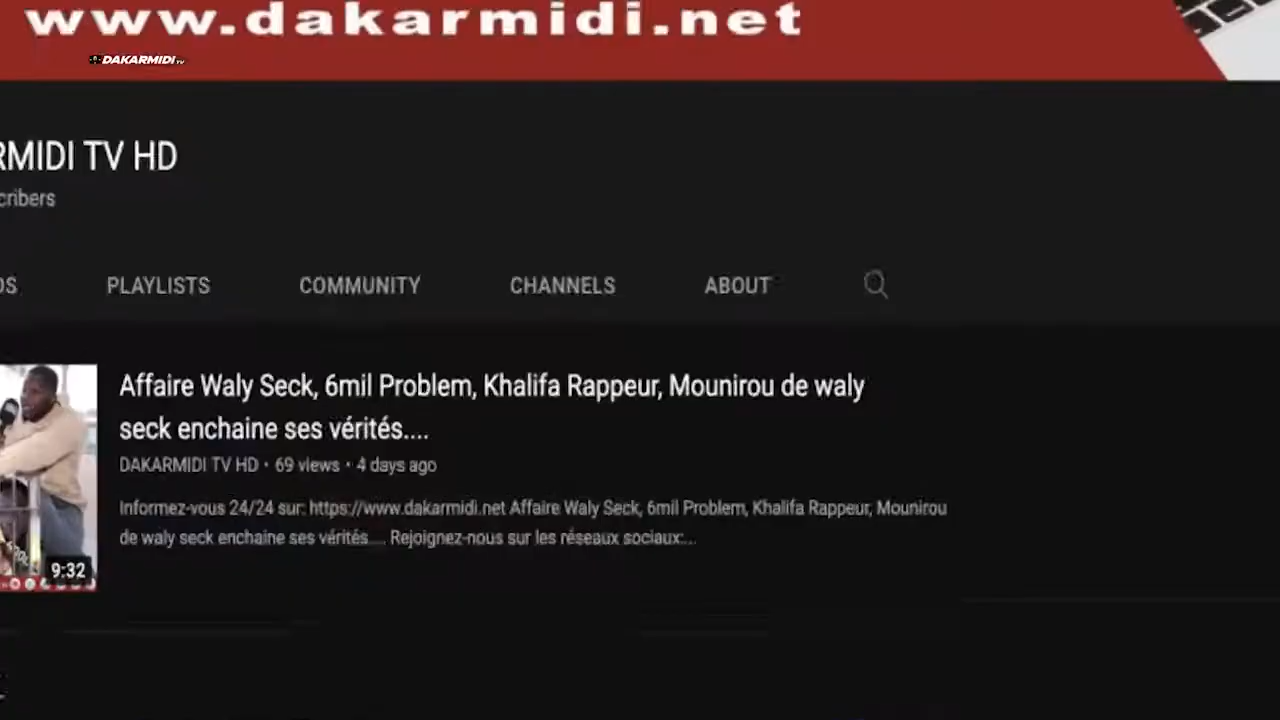 www.dakarmidi.net
DAKARMIDI TV
RMIDI TV HD
cribers
OS
PLAYLISTS
COMMUNITY
CHANNELS
ABOUT
Affaire Waly Seck, 6mil Problem, Khalifa Rappeur, Mounirou de waly
seck enchaine ses vérités....
DAKARMIDI TV HD • 69 views • 4 days ago
Informez-vous 24/24 sur: https://www.dakarmidi.net Affaire Waly Seck, 6mil Problem, Khalifa Rappeur, Mounirou
de waly seck enchaine ses vérités.... Rejoignez-nous sur les réseaux sociaux:...
9:32